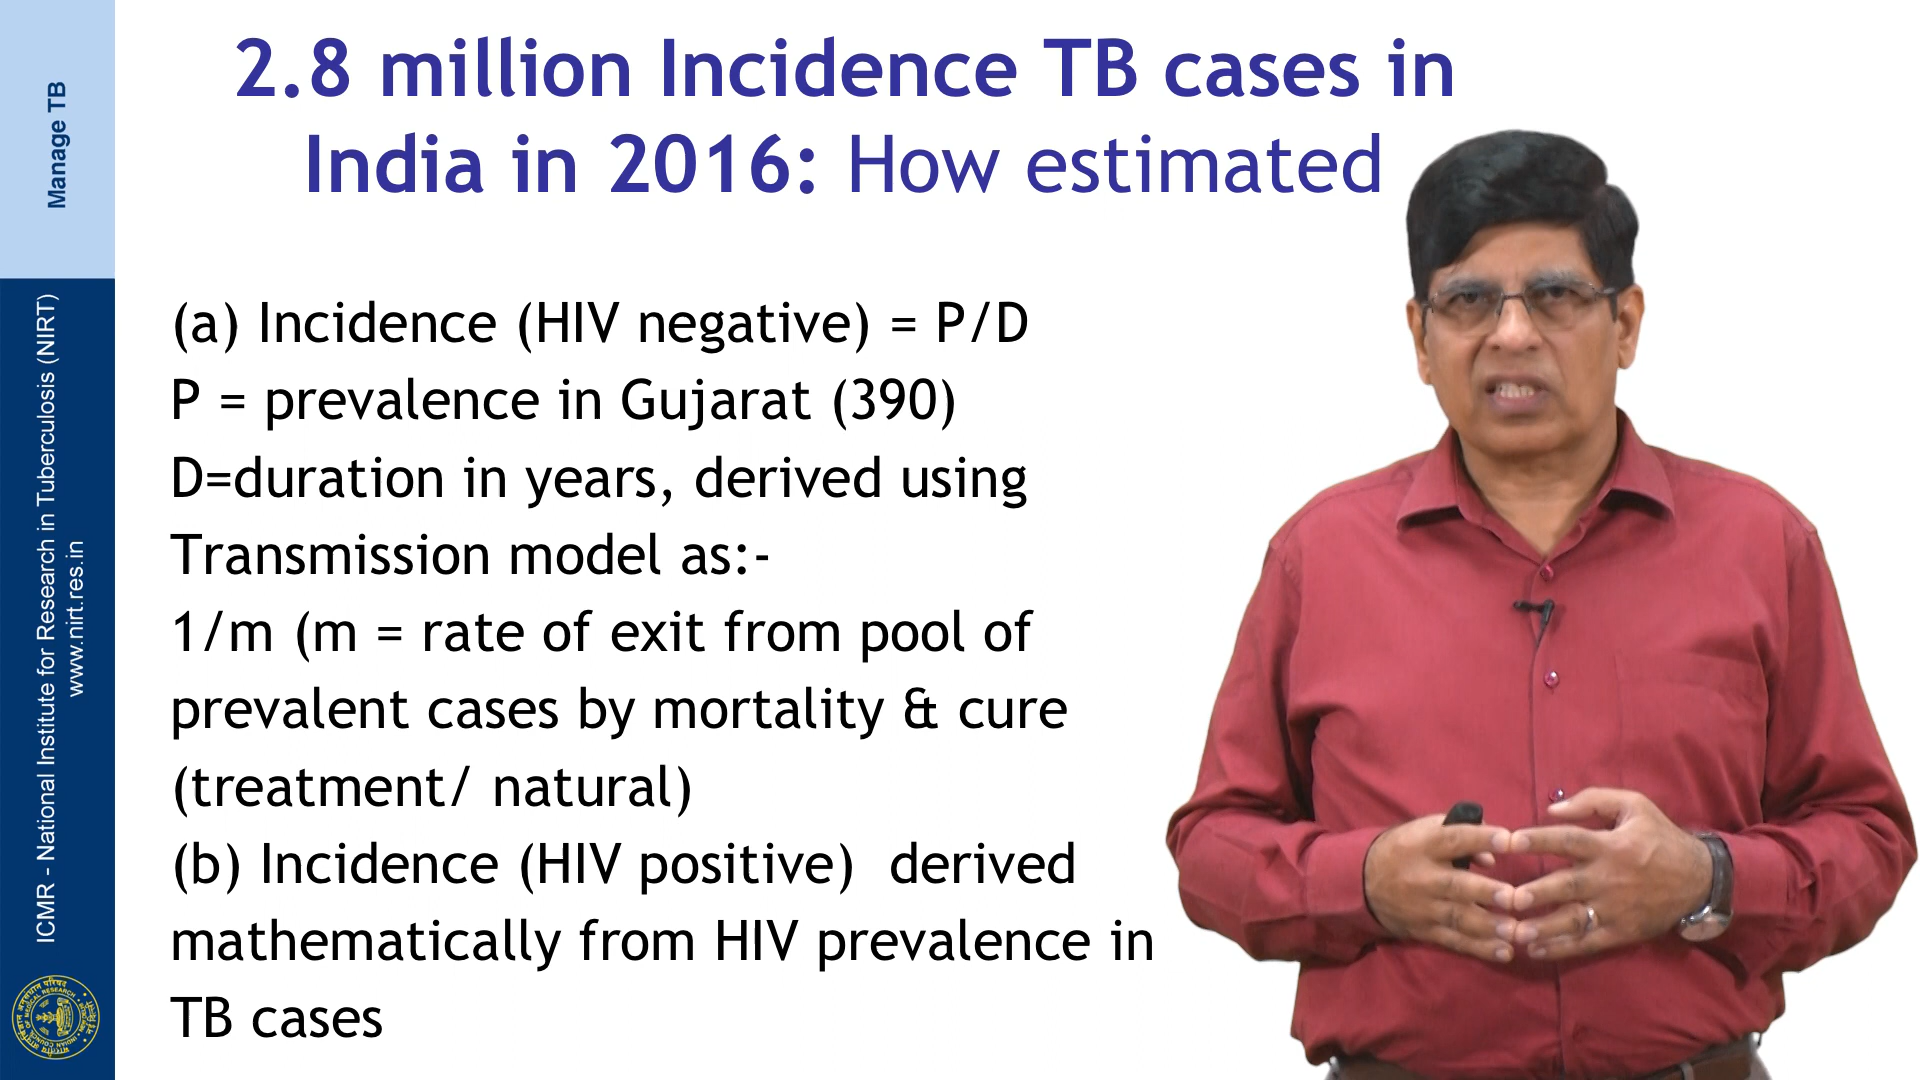 Manage TB
ICMR - National Institute for Research in Tuberculosis (NIRT)
www.nirt.res.in
2.8 million Incidence TB cases in
India in 2016: How estimated
(a) Incidence (HIV negative) = P/D
P = prevalence in Gujarat (390)
D=duration in years, derived using
Transmission model as:-
1/m (m = rate of exit from pool of
prevalent cases by mortality & cure
(treatment/ natural)
(b) Incidence (HIV positive)  derived
mathematically from HIV prevalence in
TB cases